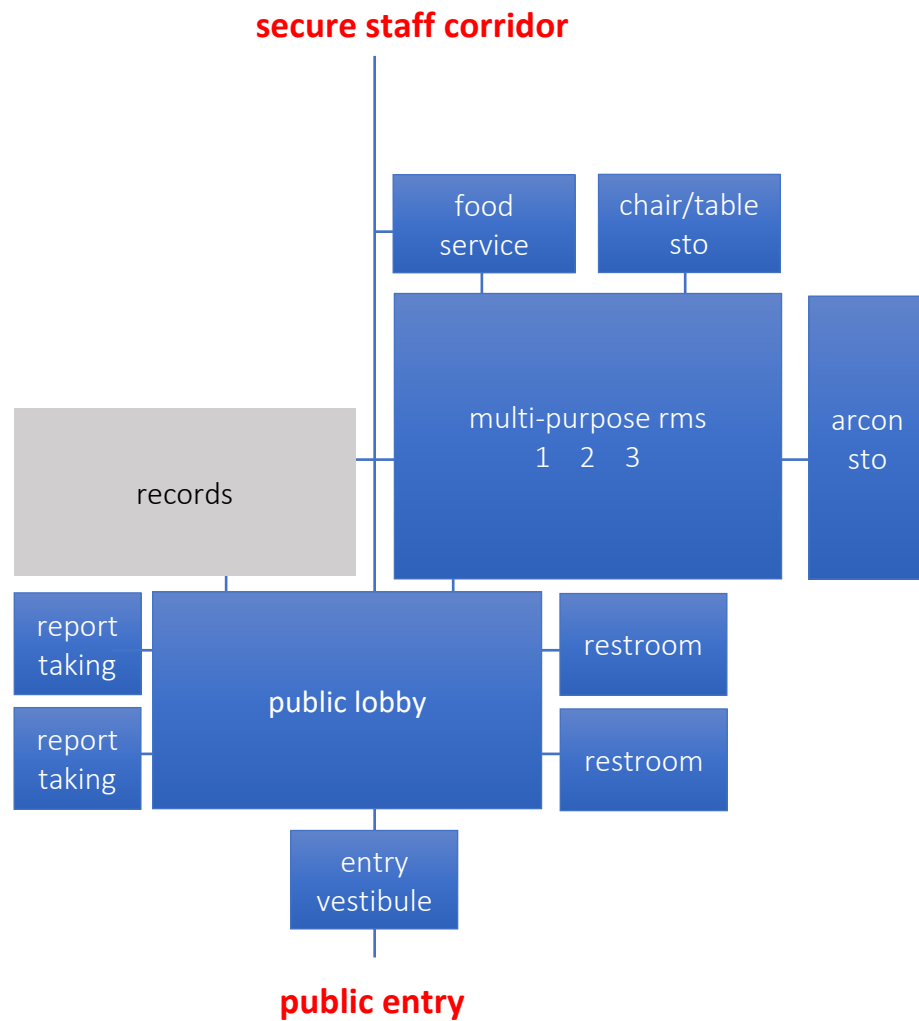 secure staff corridor
food
service
chair/table
sto
multi-purpose rms
1 2 3
arcon
sto
records
report
taking
restroom
public lobby
report
taking
restroom
entry
vestibule
public entry